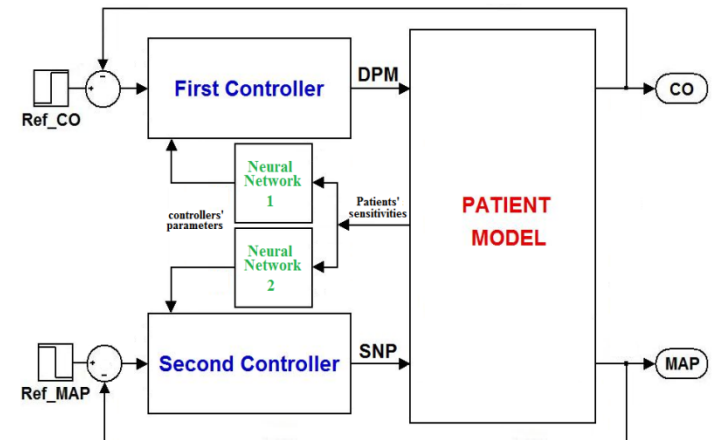 First Controller
DPM
CO
Ref_CO
Neural
Network
1
controllers'
parameters
Patients'
sensitivities
PATIENT
MODEL
Neural
Network
2
Second Controller
SNP
MAP
Ref_MAP